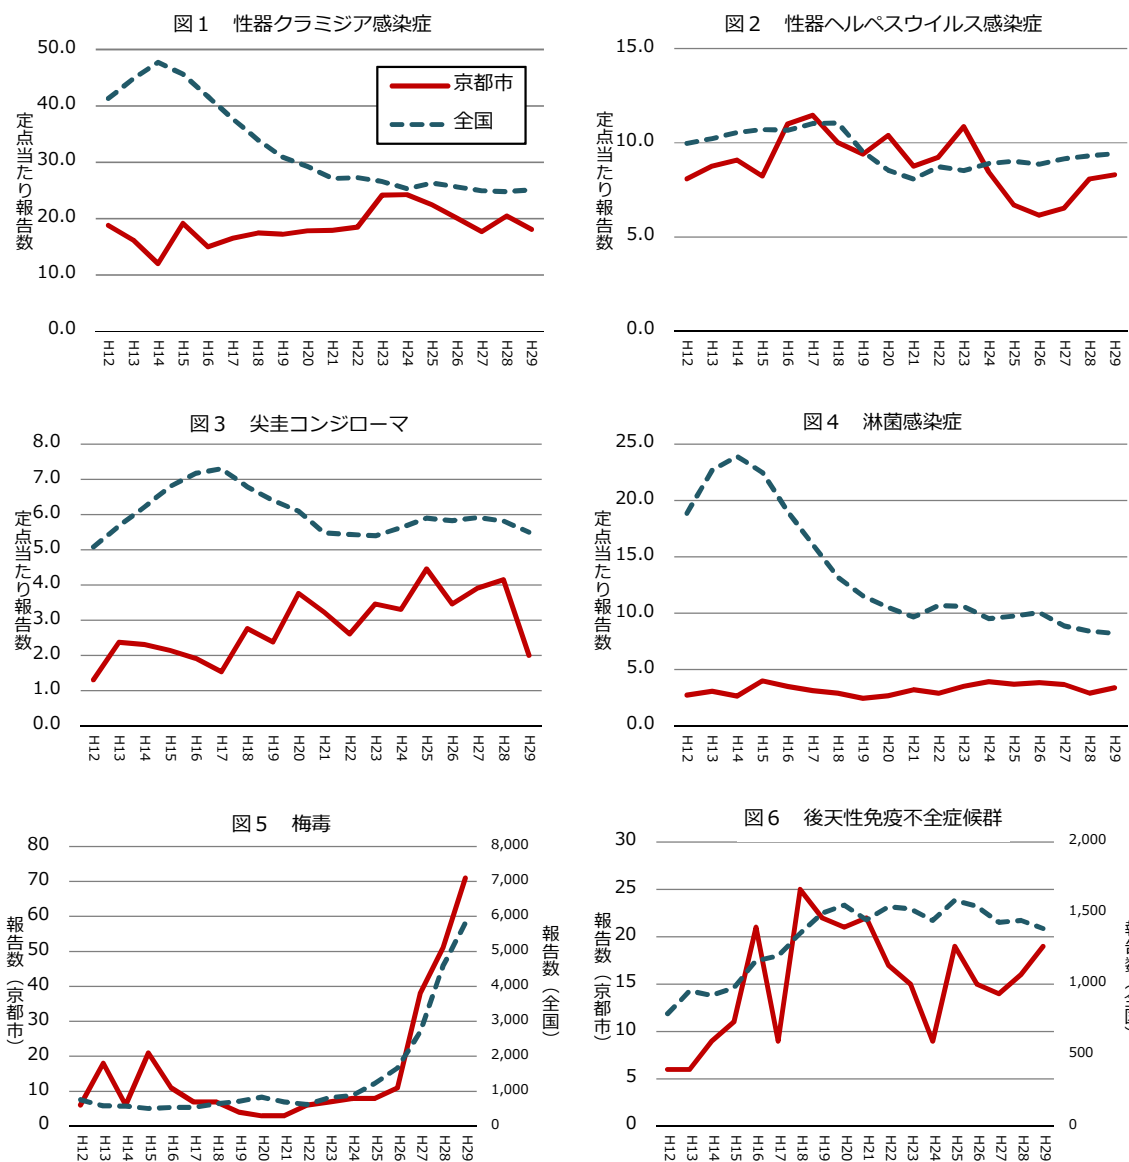 図１　性器クラミジア感染症
50.0
40.0
30.0
20.0
10.0
0.0
定点当たり報告数
京都市
全国
H12 H13 H14 H15 H16 H17 H18 H19 H20 H21 H22 H23 H24 H25 H26 H27 H28 H29
図２　性器ヘルペスウイルス感染症
15.0
10.0
5.0
0.0
定点当たり報告数
H12 H13 H14 H15 H16 H17 H18 H19 H20 H21 H22 H23 H24 H25 H26 H27 H28 H29
図３　尖圭コンジローマ
8.0
7.0
6.0
5.0
4.0
3.0
2.0
1.0
0.0
定点当たり報告数
H12 H13 H14 H15 H16 H17 H18 H19 H20 H21 H22 H23 H24 H25 H26 H27 H28 H29
図４　淋菌感染症
25.0
20.0
15.0
10.0
5.0
0.0
定点当たり報告数
H12 H13 H14 H15 H16 H17 H18 H19 H20 H21 H22 H23 H24 H25 H26 H27 H28 H29
図５　梅毒
80
70
60
50
40
30
20
10
0
報告数（京都市）
8,000
7,000
6,000
5,000
4,000
3,000
2,000
1,000
0
報告数（全国）
H12 H13 H14 H15 H16 H17 H18 H19 H20 H21 H22 H23 H24 H25 H26 H27 H28 H29
図６　後天性免疫不全症候群
30
25
20
15
10
5
0
報告数（京都市）
2,000
1,500
1,000
500
0
報告数（全国）
H12 H13 H14 H15 H16 H17 H18 H19 H20 H21 H22 H23 H24 H25 H26 H27 H28 H29